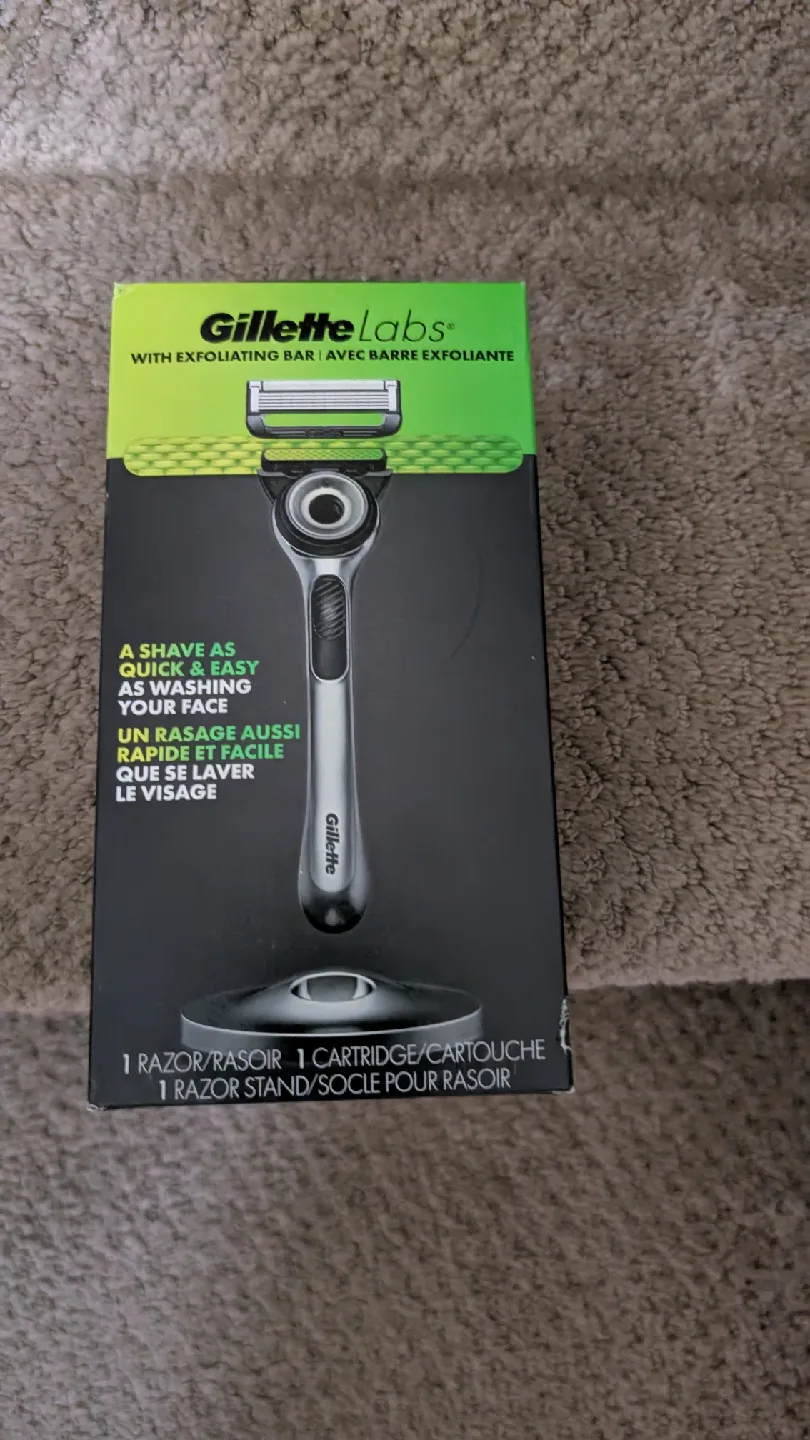 Gillette Labs®
WITH EXFOLIATING BAR | AVEC BARRE EXFOLIANTE
A SHAVE AS
QUICK & EASY
AS WASHING
YOUR FACE
UN RASAGE AUSSI
RAPIDE ET FACILE
QUE SE LAVER
LE VISAGE
Gillette
1 RAZOR/RASOIR 1 CARTRIDGE/CARTOUCHE
1 RAZOR STAND/SOCLE POUR RASOIR